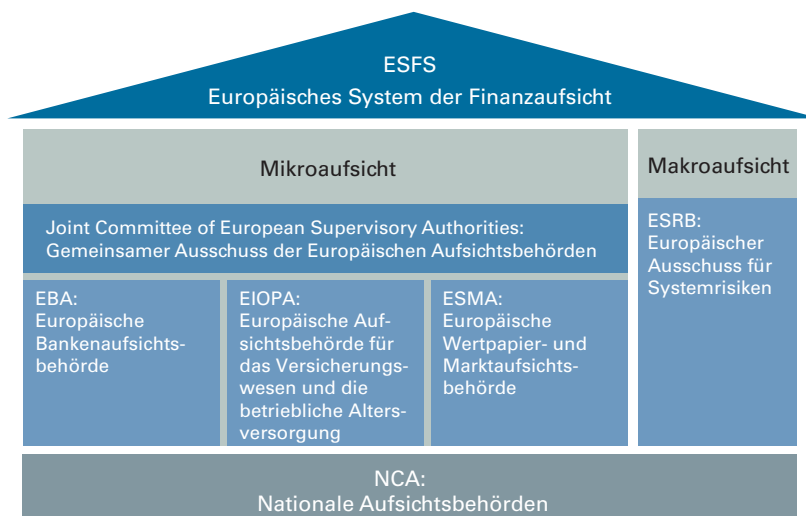 ESFS
Europäisches System der Finanzaufsicht
Mikroaufsicht
Joint Committee of European Supervisory Authorities:
Gemeinsamer Ausschuss der Europäischen Aufsichtsbehörden
EBA:
Europäische
Bankenaufsichts-
behörde
EIOPA:
Europäische Auf-
sichtsbehörde für
das Versicherungs-
wesen und die
betriebliche Alters-
versorgung
ESMA:
Europäische
Wertpapier- und
Marktaufsichts-
behörde
Makroaufsicht
ESRB:
Europäischer
Ausschuss für
Systemrisiken
NCA:
Nationale Aufsichtsbehörden